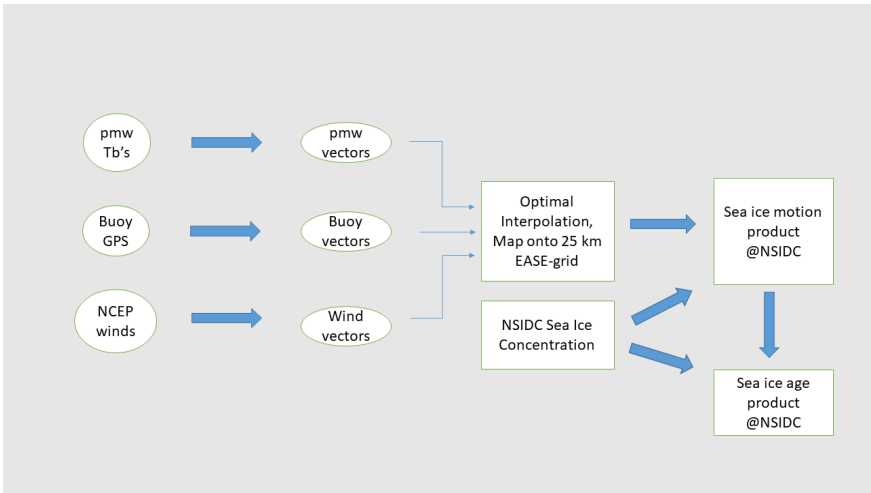 pmw
Tb's
pmw
vectors
Buoy
GPS
Buoy
vectors
NCEP
winds
Wind
vectors
Optimal
Interpolation,
Map onto 25 km
EASE-grid
NSIDC Sea Ice
Concentration
Sea ice motion
product
@NSIDC
Sea ice age
product
@NSIDC